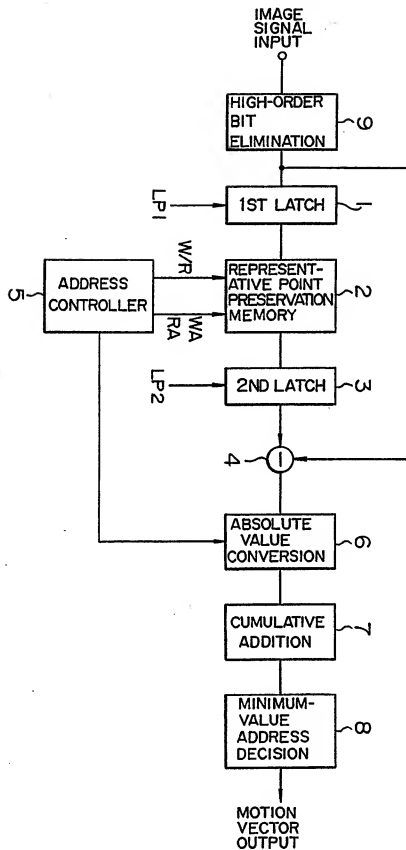 IMAGE
SIGNAL
INPUT
HIGH-ORDER
BIT
ELIMINATION
9
LP1
1ST LATCH
1
ADDRESS
CONTROLLER
5
W/R
WA
RA
REPRESENT-
ATIVE POINT
PRESERVATION
MEMORY
2
LP2
2ND LATCH
3
4
ABSOLUTE
VALUE
CONVERSION
6
CUMULATIVE
ADDITION
7
MINIMUM-
VALUE
ADDRESS
DECISION
8
MOTION
VECTOR
OUTPUT